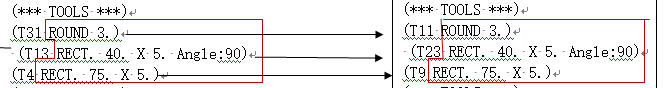 (*** TOOLS ***)
(T31 ROUND 3.)
(T13 RECT. 40. X 5. Angle:90)
(T4 RECT. 75. X 5.)
(*** TOOLS ***)
(T11 ROUND 3.)
(T23 RECT. 40. X 5. Angle:90)
(T9 RECT. 75. X 5.)